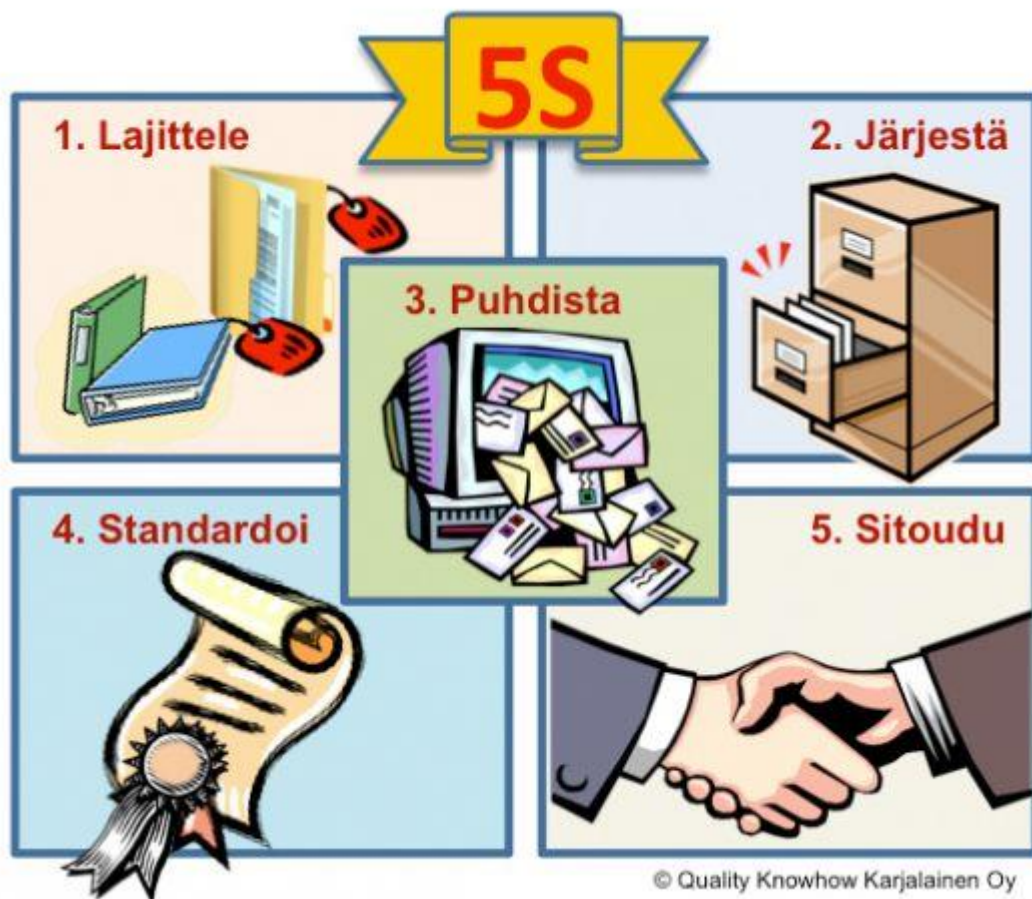 5S
1. Lajittele
2. Järjestä
3. Puhdista
4. Standardoi
5. Sitoudu
© Quality Knowhow Karjalainen Oy